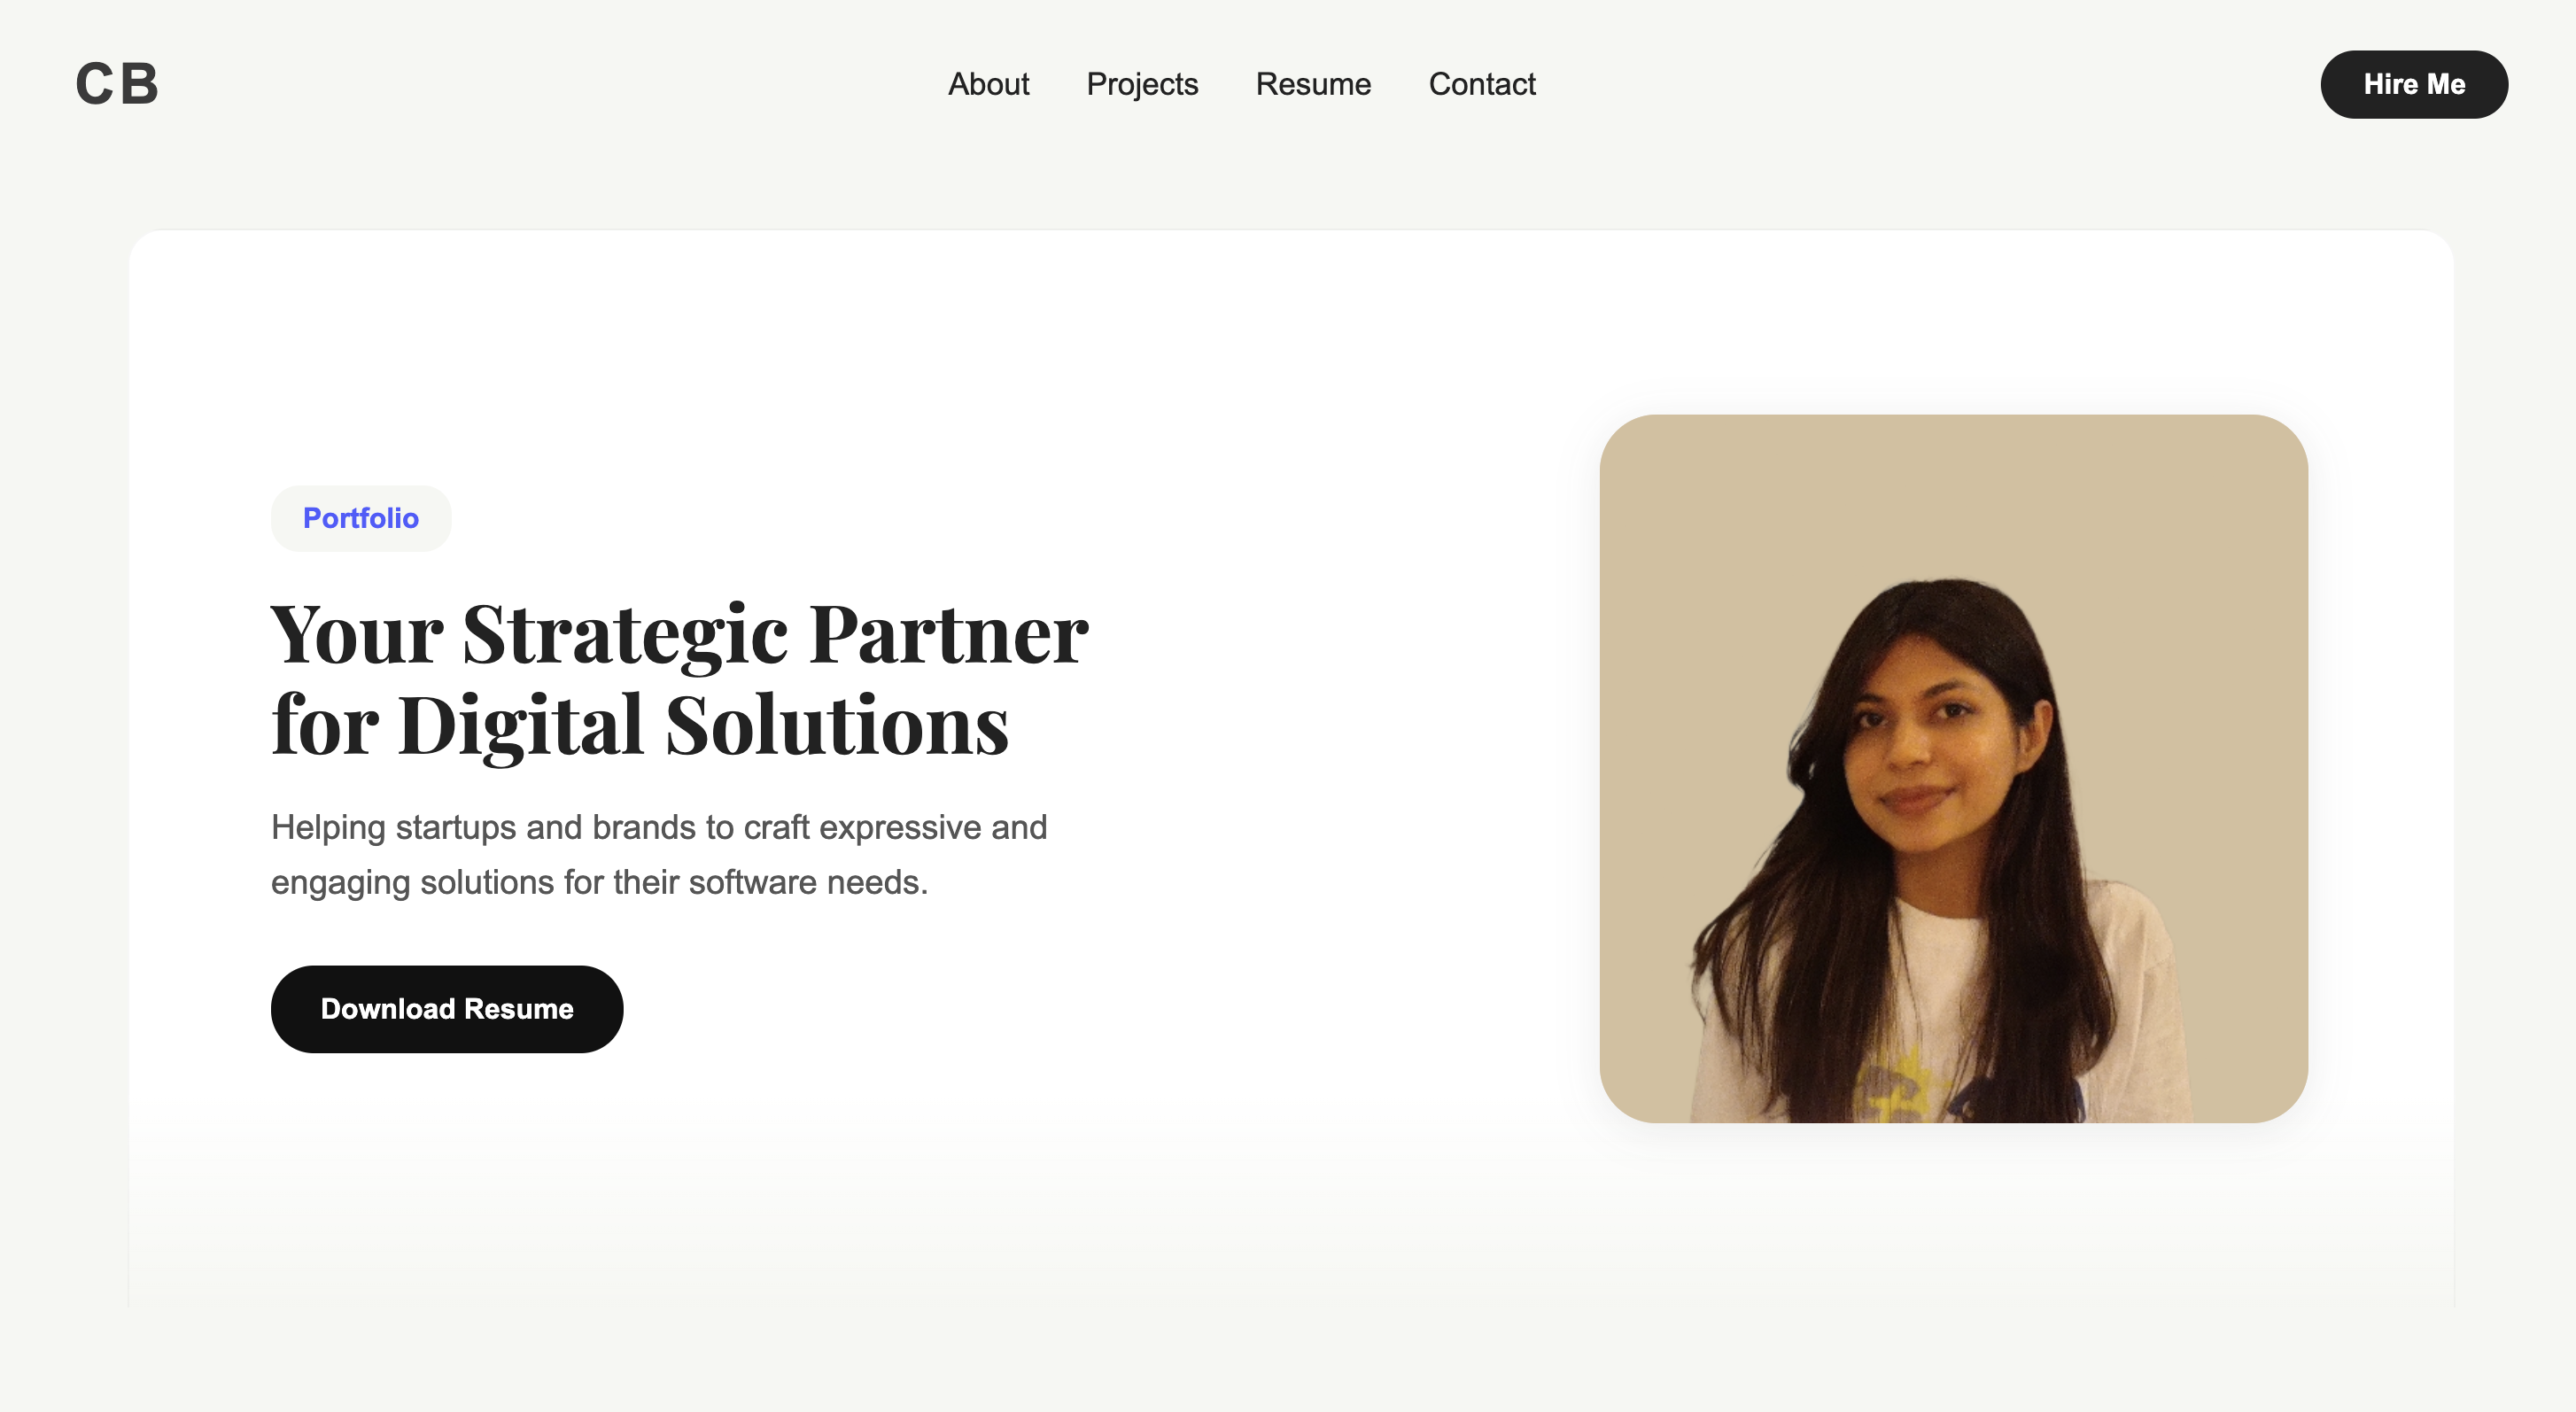 CB
About Projects Resume Contact
Hire Me
Portfolio
Your Strategic Partner
for Digital Solutions
Helping startups and brands to craft expressive and
engaging solutions for their software needs.
Download Resume